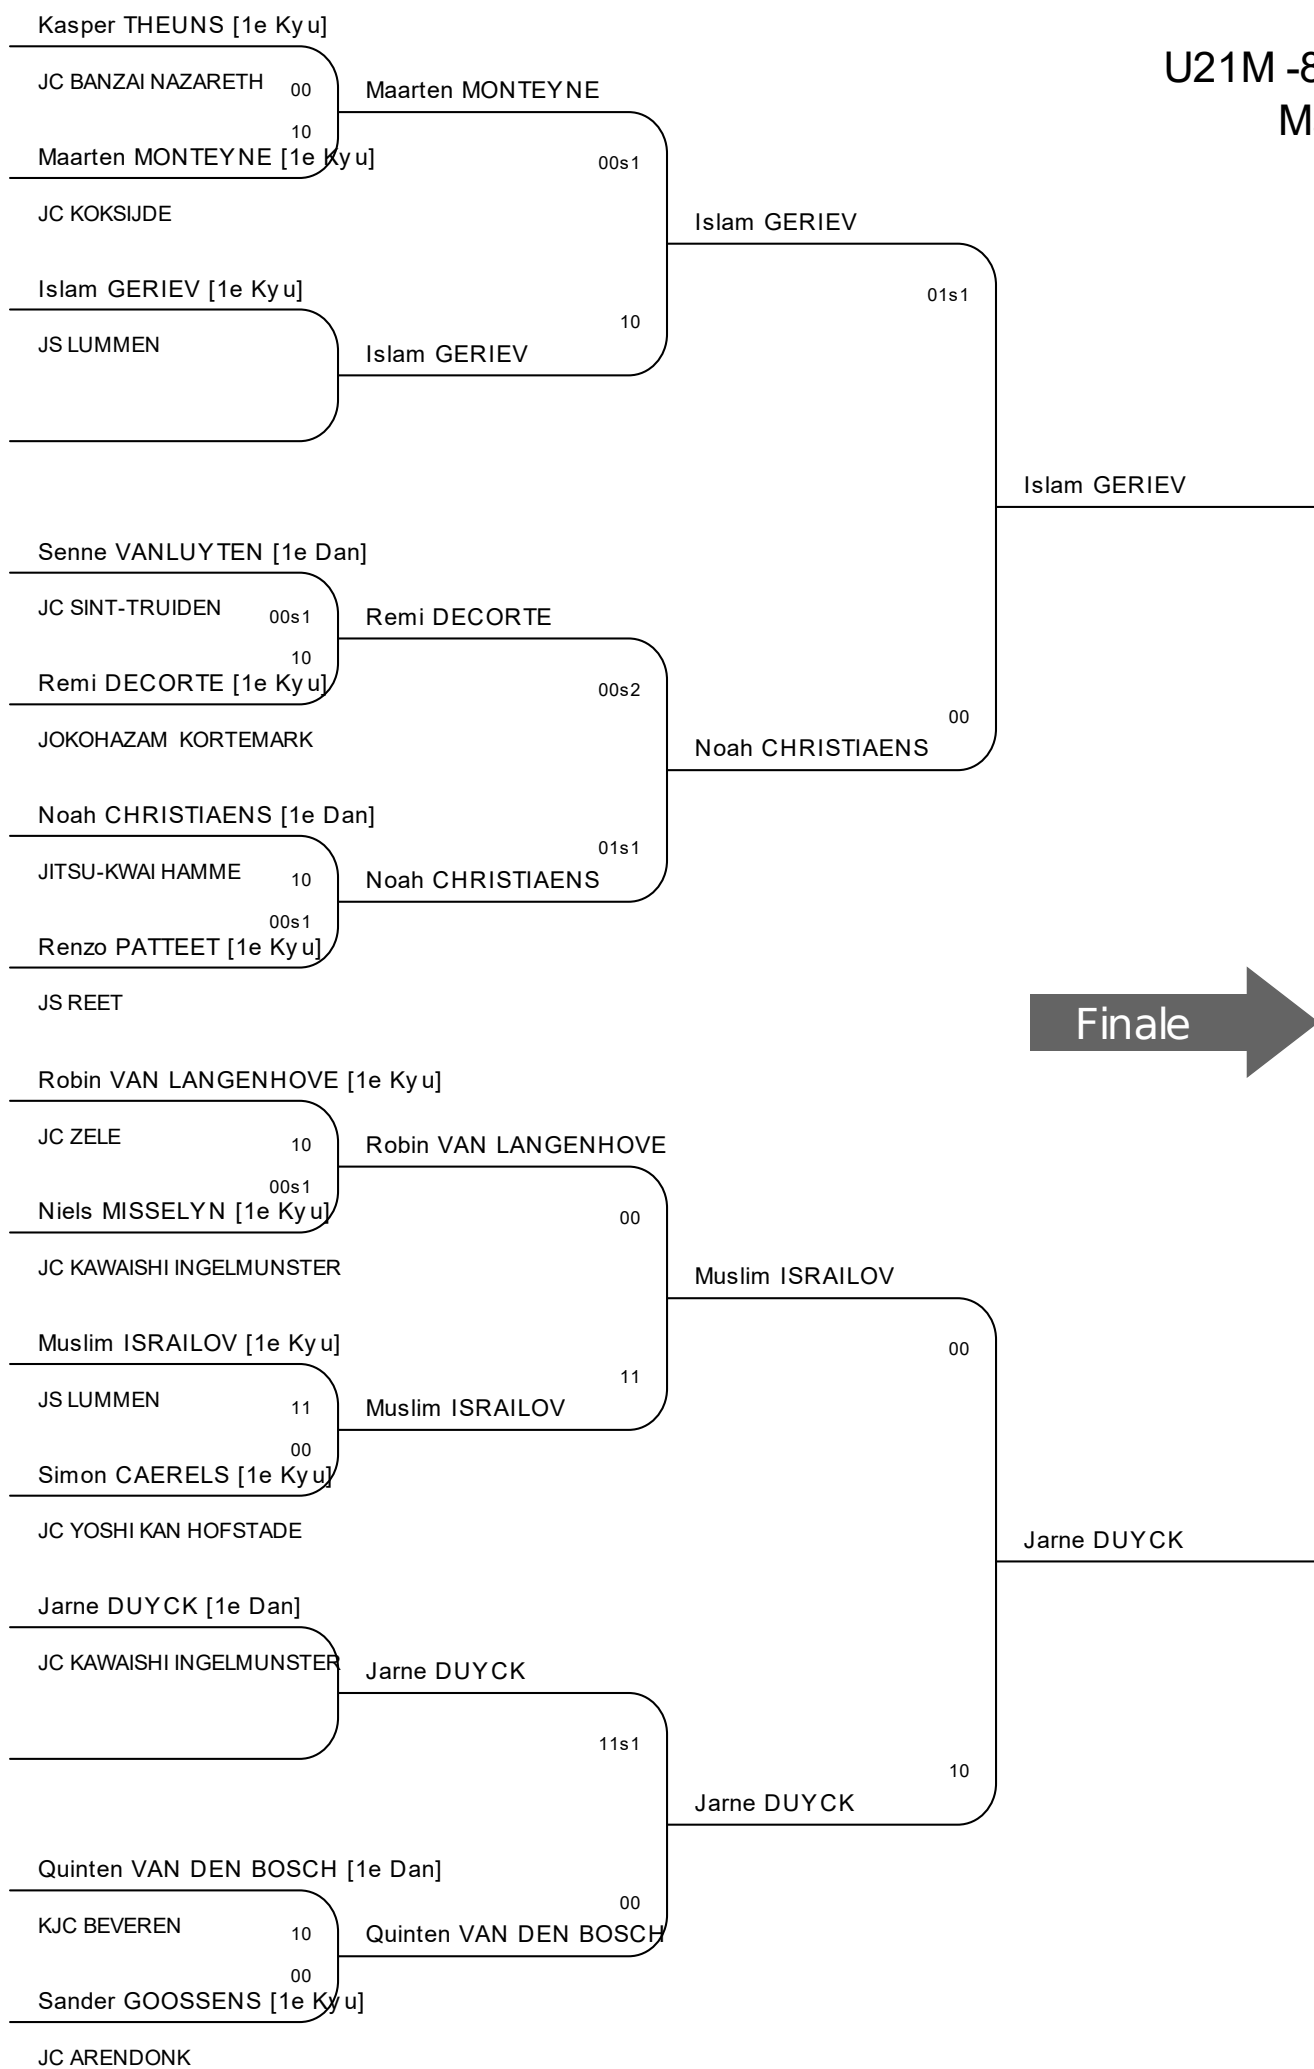 Kasper THEUNS [1e Kyu]
JC BANZAI NAZARETH
00
10
Maarten MONTEYNE [1e Kyu]
JC KOKSIJDE
Islam GERIEV [1e Kyu]
JS LUMMEN
Senne VANLUYTEN [1e Dan]
JC SINT-TRUIDEN
00s1
10
Remi DECORTE [1e Kyu]
JOKOHAZAM KORTEMARK
Noah CHRISTIAENS [1e Dan]
JITSU-KWAI HAMME
10
00s1
Renzo PATTEET [1e Kyu]
JS REET
Robin VAN LANGENHOVE [1e Kyu]
JC ZELE
10
00s1
Niels MISSELYN [1e Kyu]
JC KAWAISHI INGELMUNSTER
Muslim ISRAILOV [1e Kyu]
JS LUMMEN
11
00
Simon CAERELS [1e Kyu]
JC YOSHI KAN HOFSTADE
Jarne DUYCK [1e Dan]
JC KAWAISHI INGELMUNSTER
Quinten VAN DEN BOSCH [1e Dan]
KJC BEVEREN
10
00
Sander GOOSSENS [1e Kyu]
JC ARENDONK
Maarten MONTEYNE
00s1
10
Islam GERIEV
Remi DECORTE
00s2
01s1
Noah CHRISTIAENS
Robin VAN LANGENHOVE
00
11
Muslim ISRAILOV
Jarne DUYCK
11s1
00
Quinten VAN DEN BOSCH
Islam GERIEV
01s1
00
Noah CHRISTIAENS
Muslim ISRAILOV
00
10
Jarne DUYCK
U21M -8
M
Islam GERIEV
Finale
Jarne DUYCK